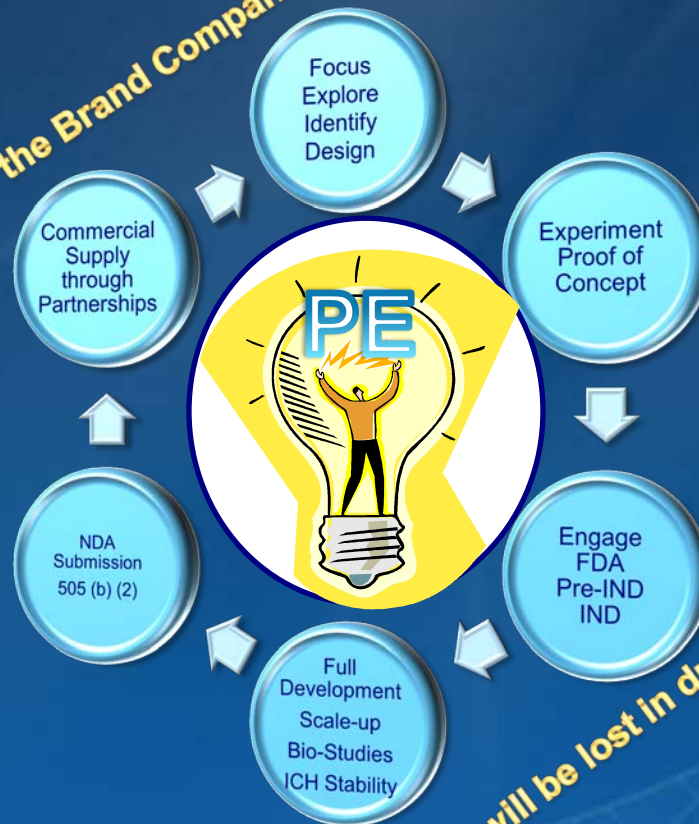 the Brand Compan
Focus
Explore
Identify
Design
Experiment
Proof of
Concept
Engage
FDA
Pre-IND
IND
Full
Development
Scale-up
Bio-Studies
ICH Stability
NDA
Submission
505 (b) (2)
Commercial
Supply
through
Partnerships
PE
will be lost in d